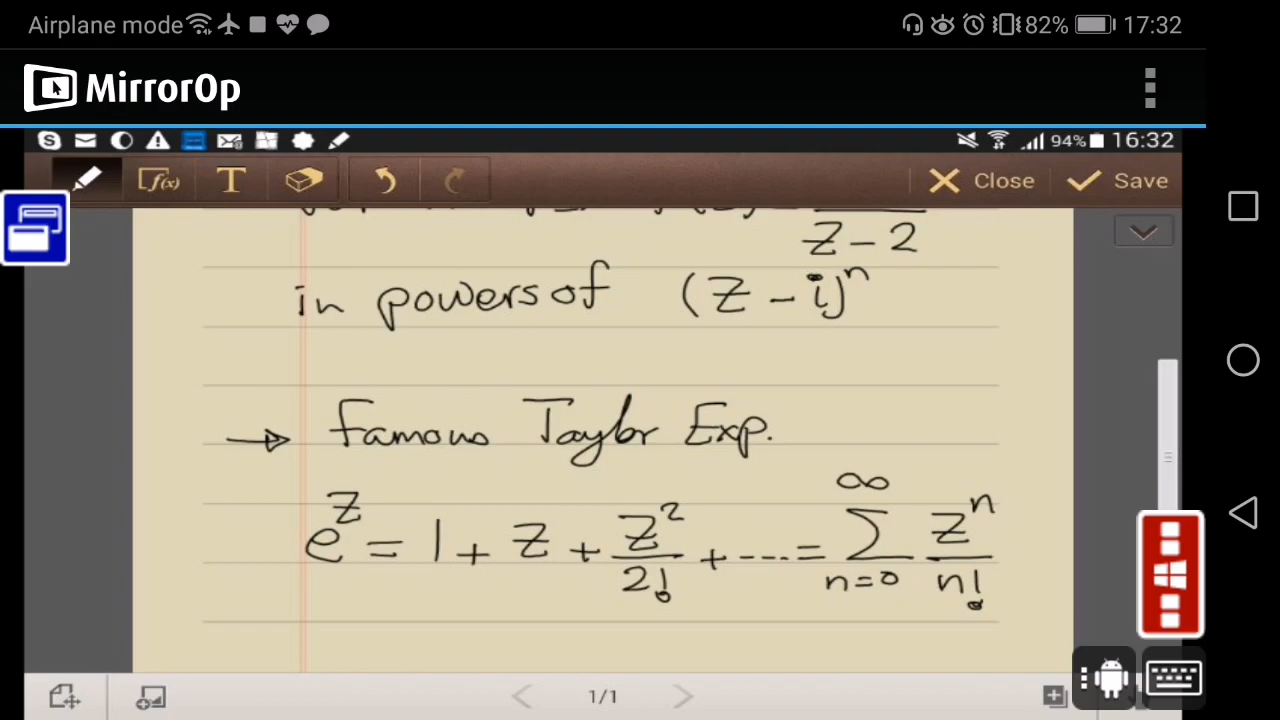 Airplane mode 82% 17:32
MirrorOp
94% 16:32
T f(x) Close Save
z - 2
in powers of (z - i)^n
→ Famous Taylor Exp.
e^z = 1 + z + z^2/2! + ---- = ∑_{n=0}^{∞} z^n/n!
1/1